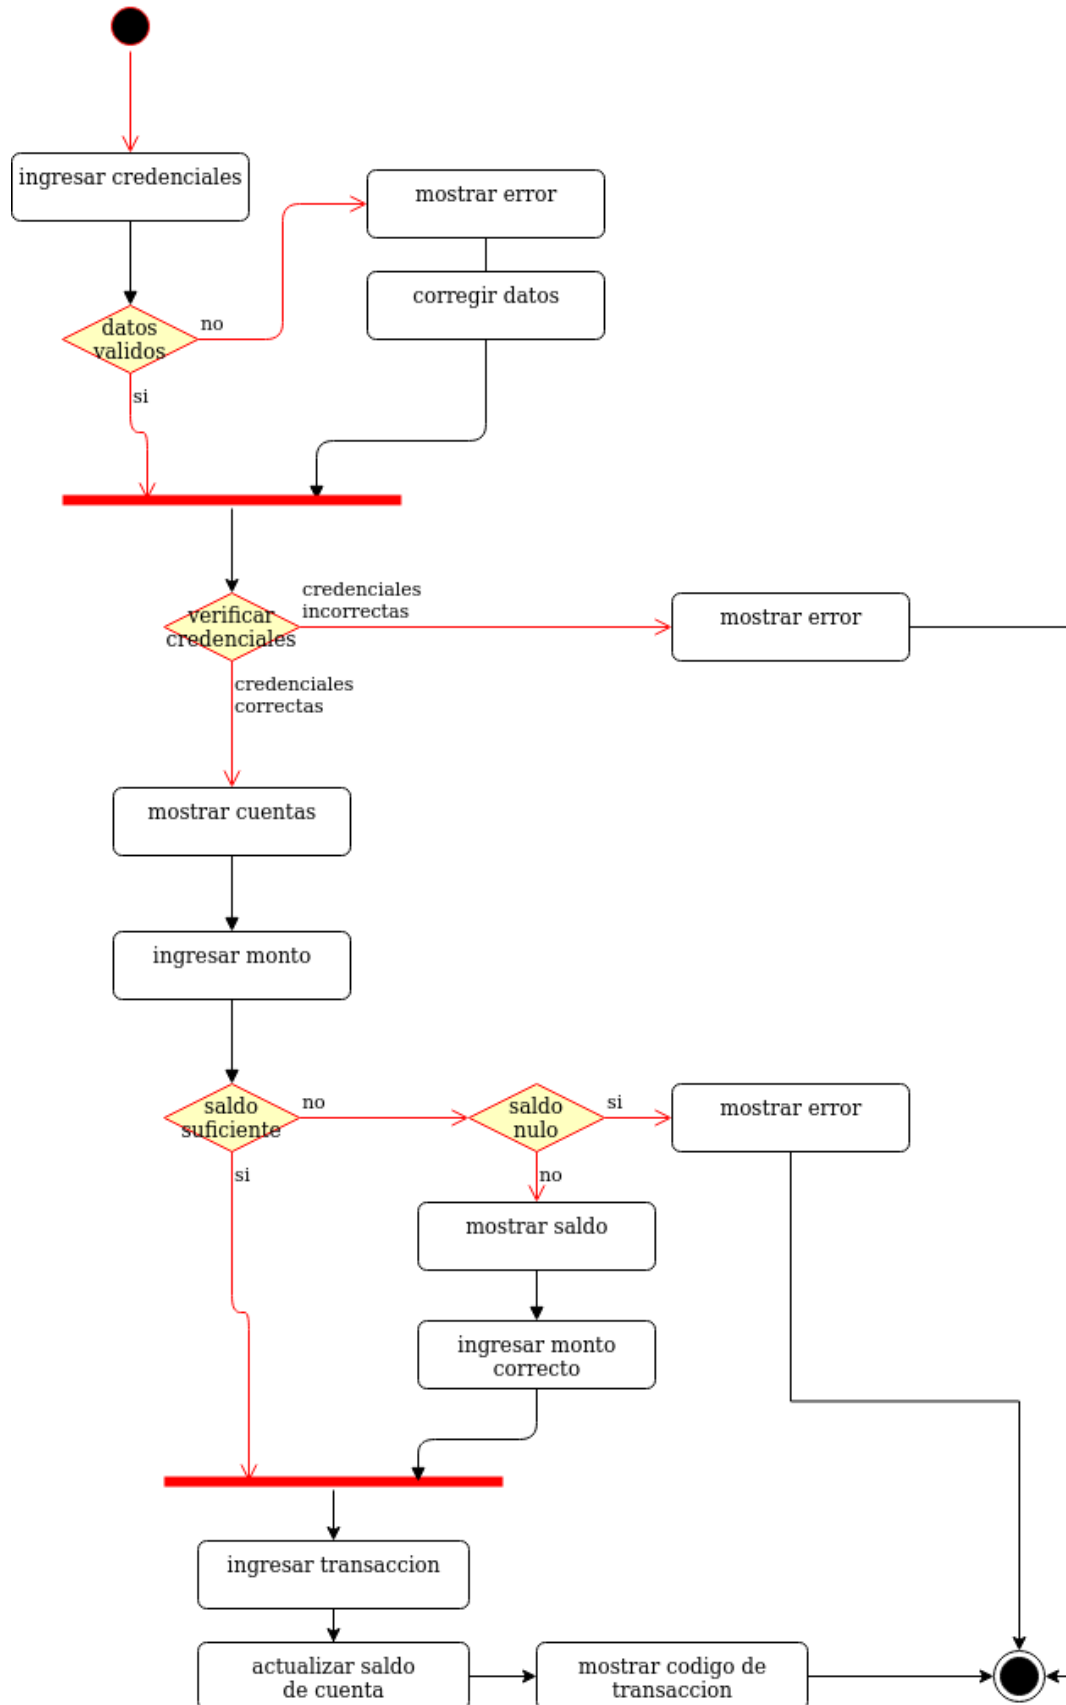 ingresar credenciales
mostrar error
corregir datos
datos
validos
no
si
verificar
credenciales
credenciales
incorrectas
mostrar error
credenciales
correctas
mostrar cuentas
ingresar monto
saldo
suficiente
no
saldo
nulo
si
mostrar error
si
no
mostrar saldo
ingresar monto
correcto
ingresar transaccion
actualizar saldo
de cuenta
mostrar codigo de
transaccion